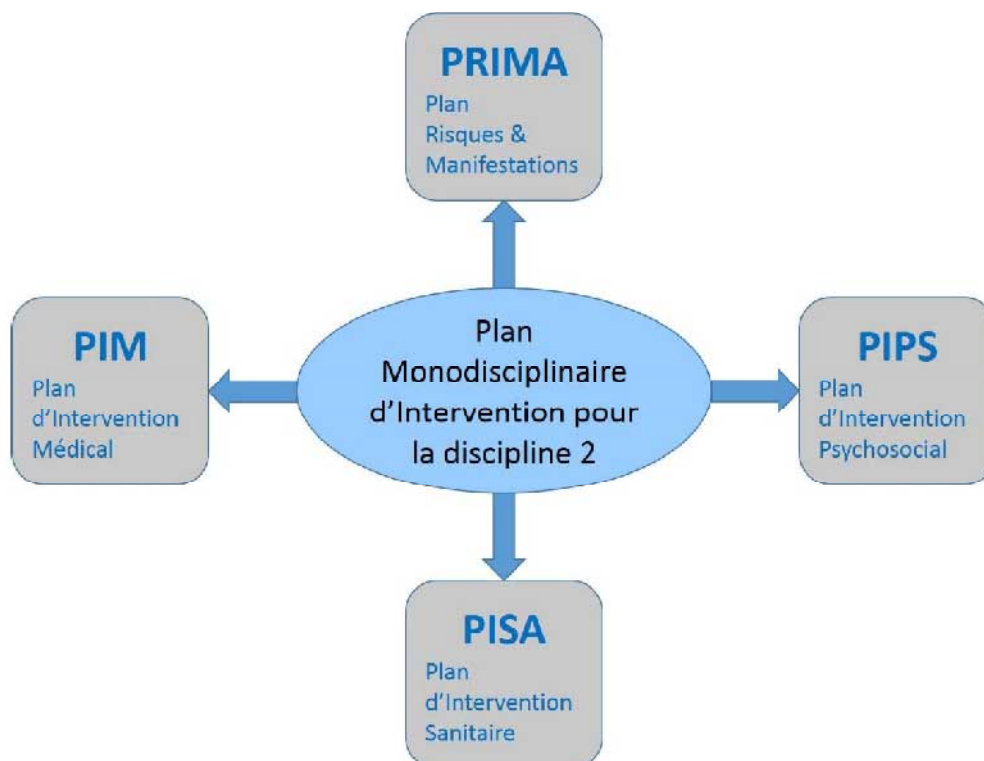 PRIMA
Plan
Risques &
Manifestations
PIM
Plan
d'Intervention
Médical
Plan
Monodisciplinaire
d'Intervention pour
la discipline 2
PIPS
Plan
d'Intervention
Psychosocial
PISA
Plan
d'Intervention
Sanitaire